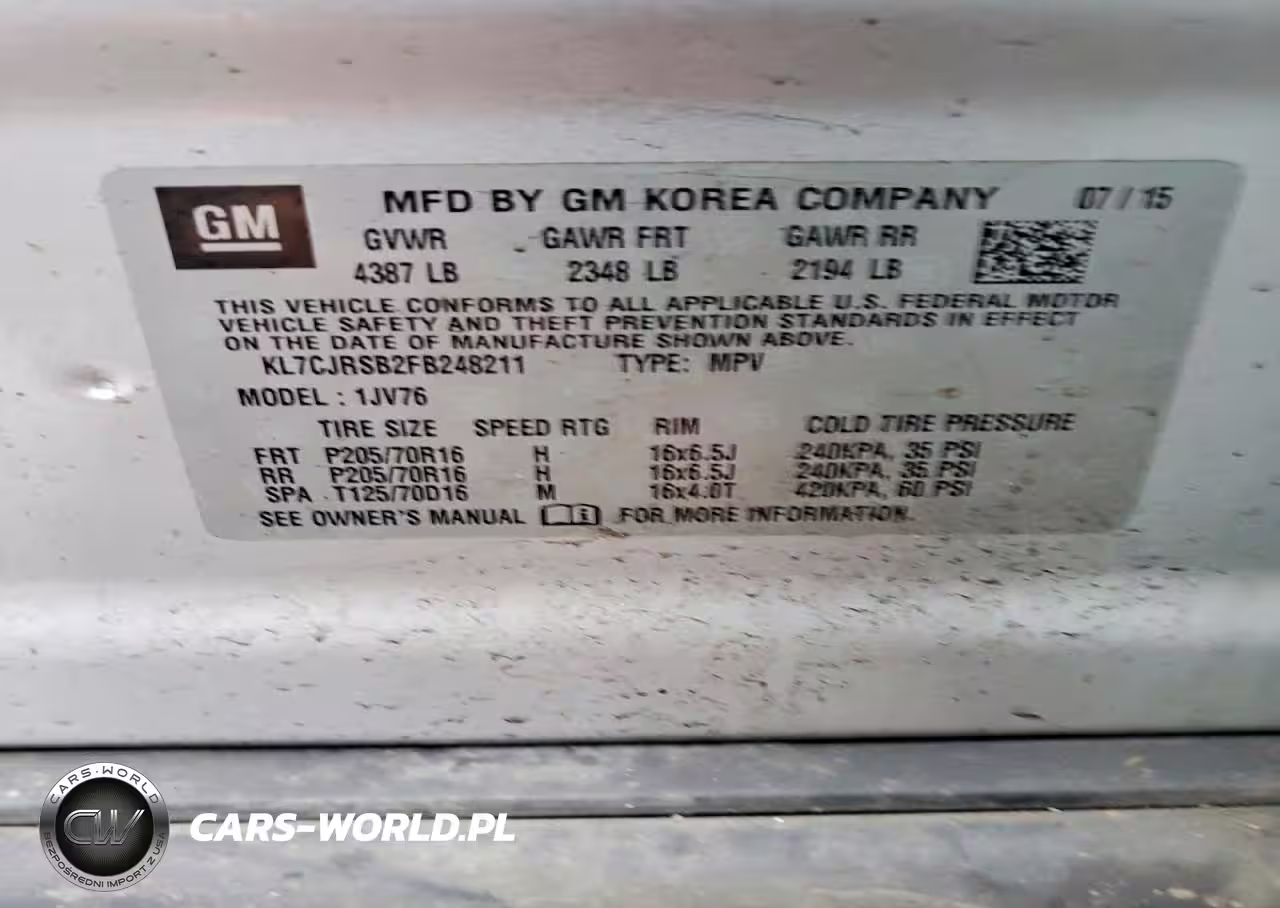 GM
MFD BY GM KOREA COMPANY 07 / 15
GVWR GAWR FRT GAWR RR
4387 LB 2348 LB 2194 LB
THIS VEHICLE CONFORMS TO ALL APPLICABLE U.S. FEDERAL MOTOR
VEHICLE SAFETY AND THEFT PREVENTION STANDARDS IN EFFECT
ON THE DATE OF MANUFACTURE SHOWN ABOVE.
KL7CJRSB2FB248211 TYPE: MPV
MODEL : 1JV76
TIRE SIZE SPEED RTG RIM COLD TIRE PRESSURE
FRT P205/70R16 H 16x6.5J 240KPA, 35 PSI
RR P205/70R16 H 16x6.5J 240KPA, 35 PSI
SPA T125/70D16 M 16x4.0T 420KPA, 60 PSI
SEE OWNER'S MANUAL FOR MORE INFORMATION.
CARS-WORLD
CW
BEZPOŚREDNI IMPORT Z USA
CARS-WORLD.PL